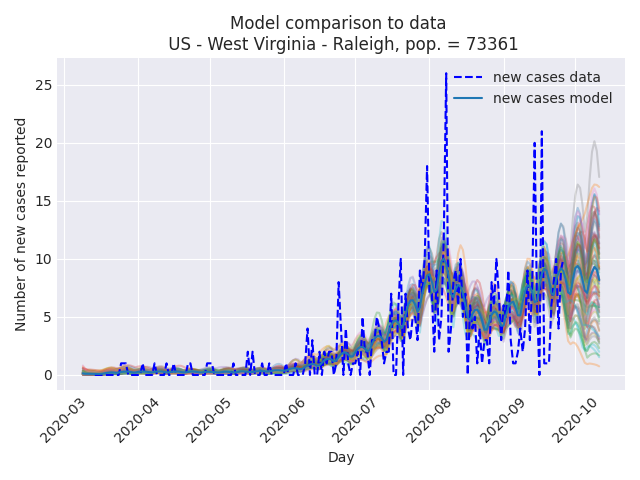 Model comparison to data
US - West Virginia - Raleigh, pop. = 73361
new cases data
new cases model
Number of new cases reported
25
20
15
10
5
0
2020-03
2020-04
2020-05
2020-06
2020-07
2020-08
2020-09
2020-10
Day